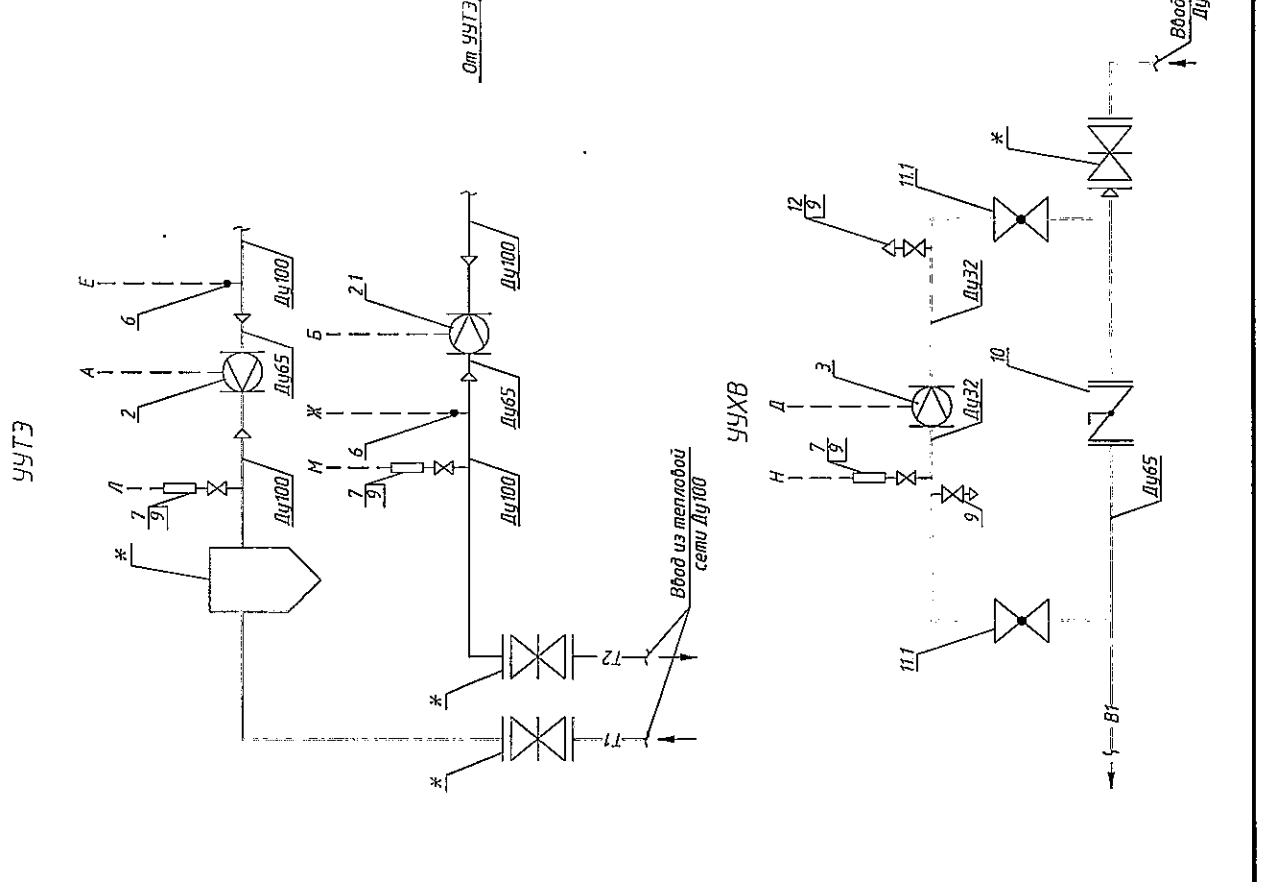 УУТЭ
От УУТЭ
Е
6
Ду100
А
2
Ду65
Л
7
9
Ду100
*
Б
2 1
Ду100
Ж
6
Ду65
М
7
9
Ду100
Ввод из тепловой
сети Ду100
*
Т2
*
Т1
УУХВ
Ввод
Ду
*
11.1
12
9
Ду32
3
Д
Ду32
10
Н
7
9
9
Ду65
11.1
В1